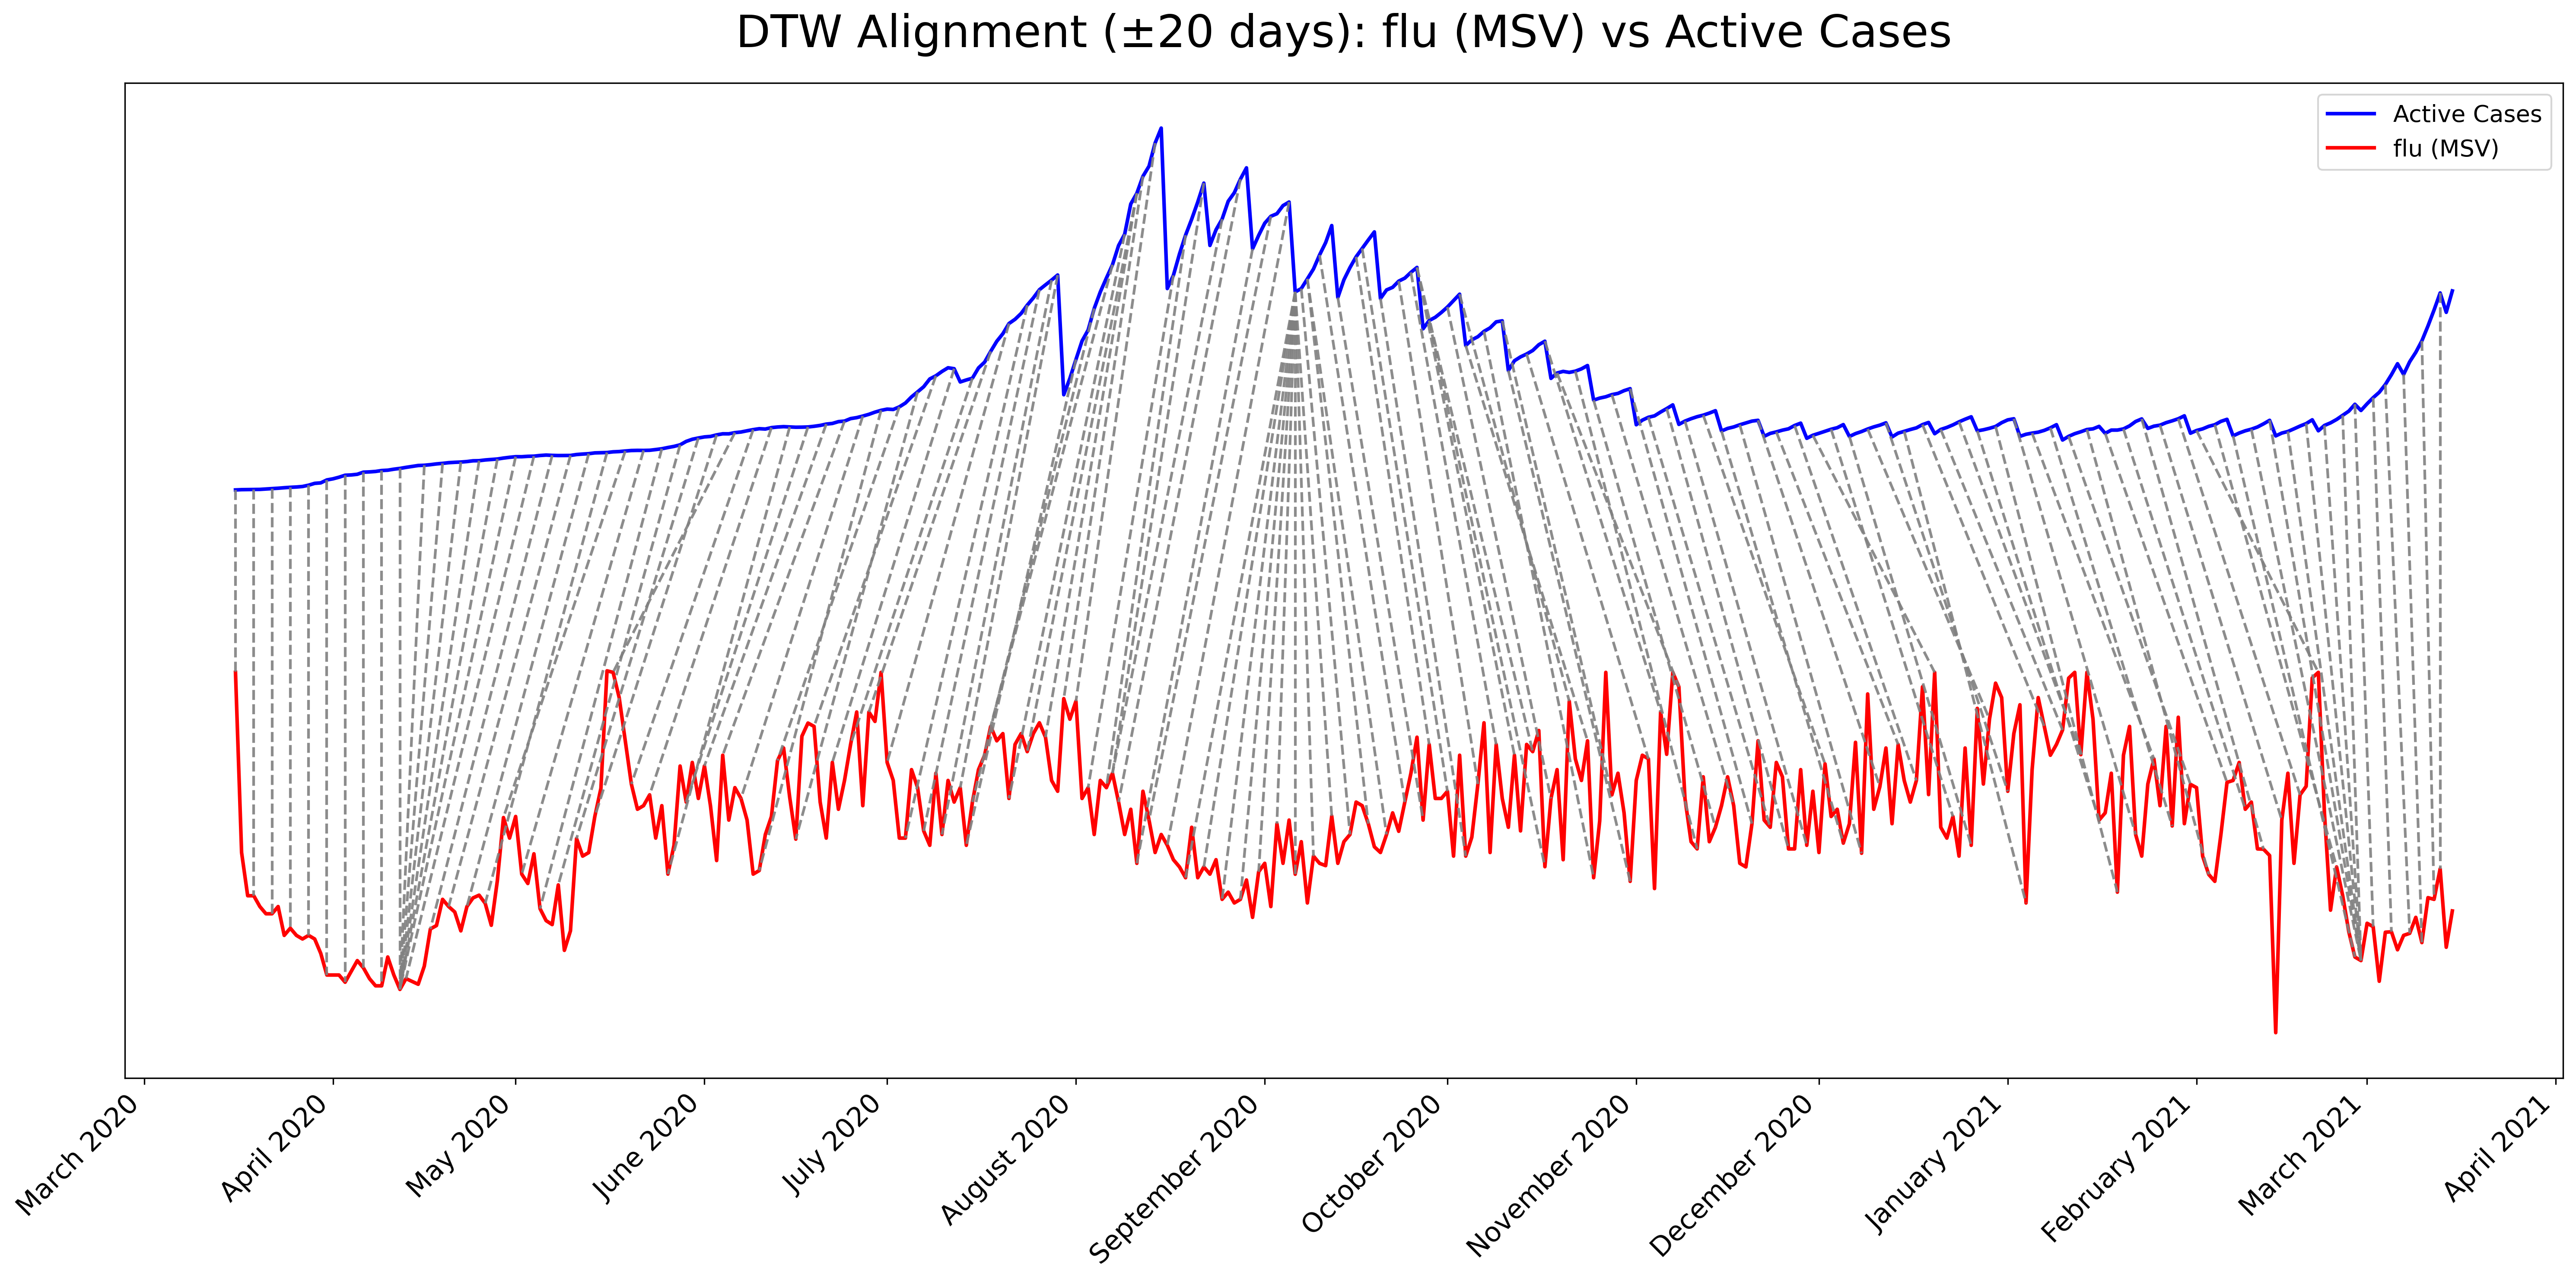 DTW Alignment (±20 days): flu (MSV) vs Active Cases
Active Cases
flu (MSV)
March 2020
April 2020
May 2020
June 2020
July 2020
August 2020
September 2020
October 2020
November 2020
December 2020
January 2021
February 2021
March 2021
April 2021